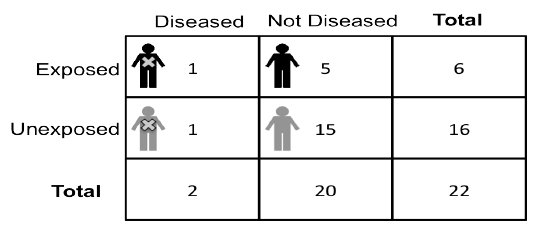 Diseased Not Diseased Total
Exposed 1 5 6
Unexposed 1 15 16
Total 2 20 22